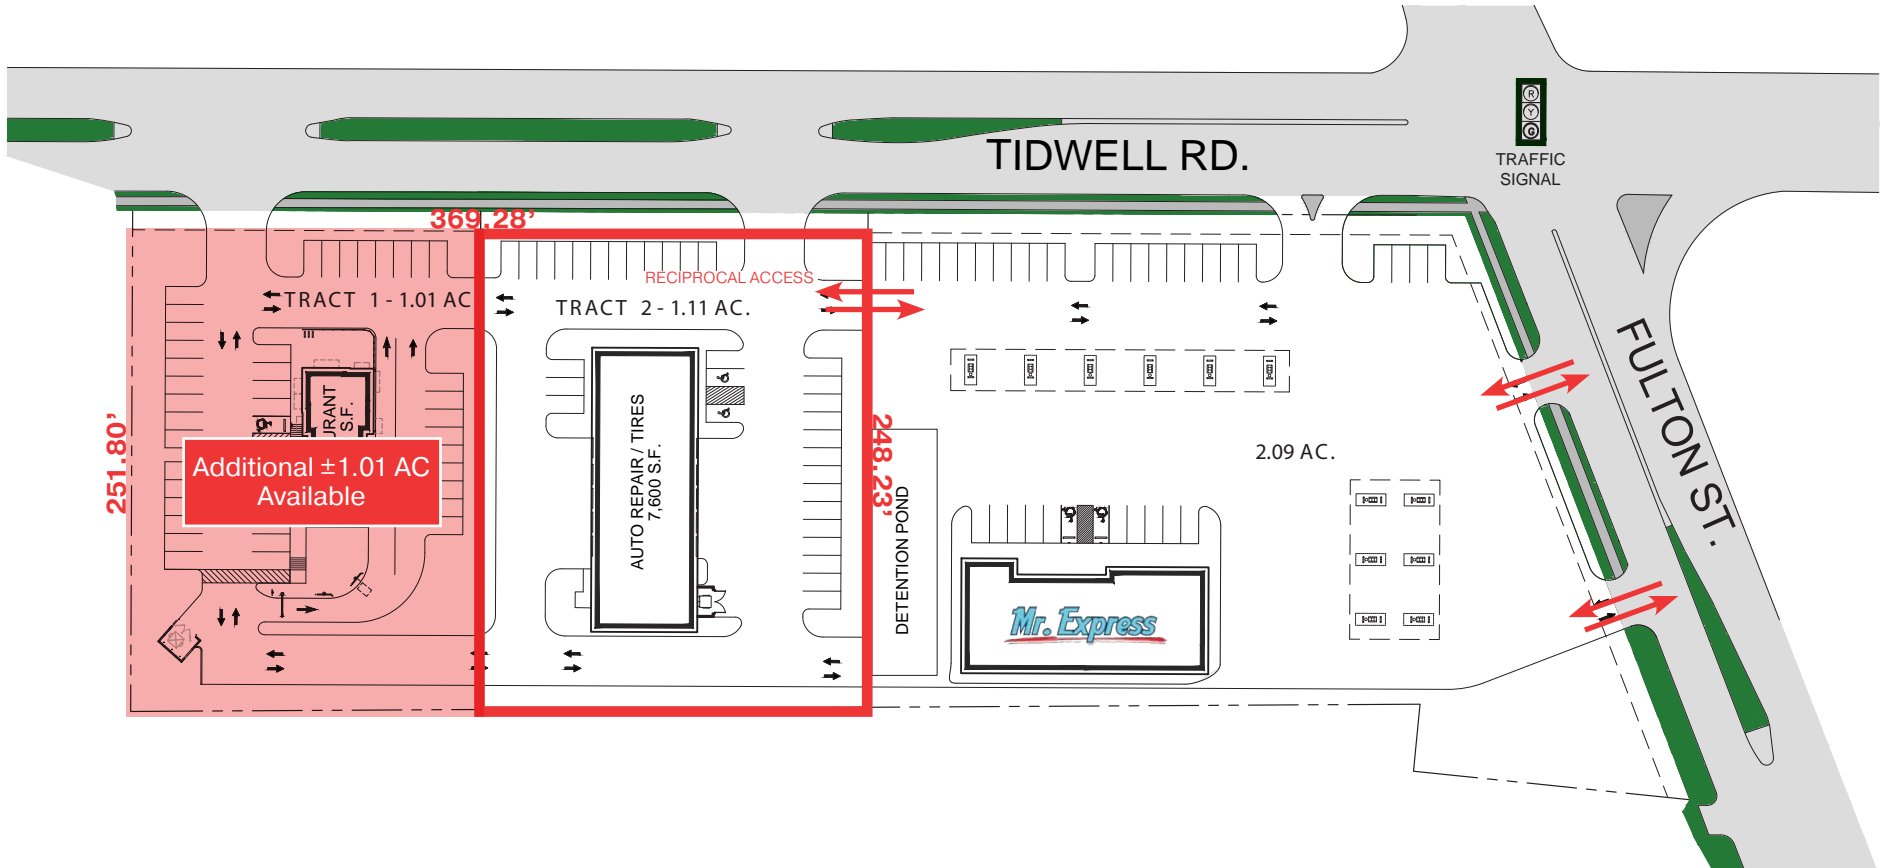 TIDWELL RD.
R
Y
G
TRAFFIC
SIGNAL
369.28'
RECIPROCAL ACCESS
TRACT 1 - 1.01 AC
TRACT 2 - 1.11 AC.
FULTON ST.
URANT
S.F.
251.80'
Additional ±1.01 AC
Available
AUTO REPAIR / TIRES
7,600 S.F.
248.23'
DETENTION POND
2.09 AC.
Mr. Express